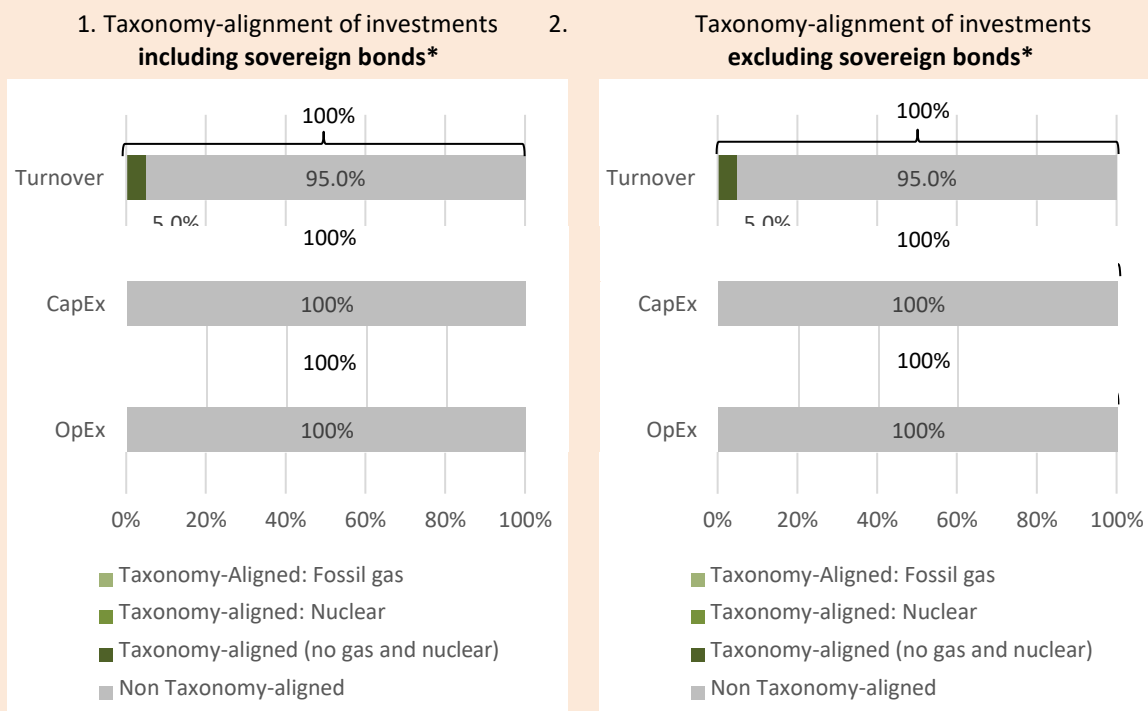 1. Taxonomy-alignment of investments
including sovereign bonds*
100%
Turnover
95.0%
5.0%
100%
CapEx
100%
100%
OpEx
100%
0% 20% 40% 60% 80% 100%
Taxonomy-Aligned: Fossil gas
Taxonomy-aligned: Nuclear
Taxonomy-aligned (no gas and nuclear)
Non Taxonomy-aligned
2. Taxonomy-alignment of investments
excluding sovereign bonds*
100%
Turnover
95.0%
5.0%
100%
CapEx
100%
100%
OpEx
100%
0% 20% 40% 60% 80% 100%
Taxonomy-Aligned: Fossil gas
Taxonomy-aligned: Nuclear
Taxonomy-aligned (no gas and nuclear)
Non Taxonomy-aligned